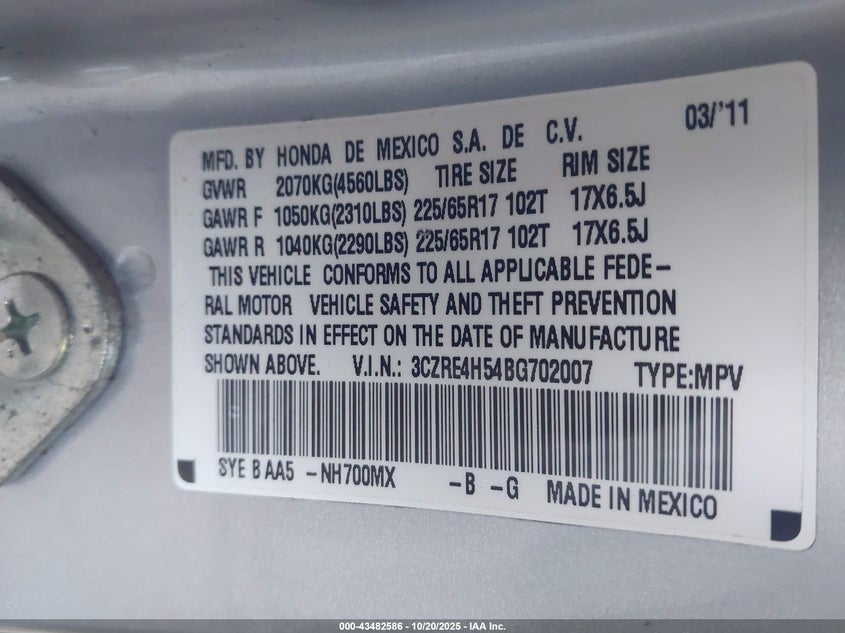 03/'11
MFD. BY HONDA DE MEXICO S.A. DE C.V.
GVWR 2070KG(4560LBS) TIRE SIZE RIM SIZE
GAWR F 1050KG(2310LBS) 225/65R17 102T 17X6.5J
GAWR R 1040KG(2290LBS) 225/65R17 102T 17X6.5J
THIS VEHICLE CONFORMS TO ALL APPLICABLE FEDE-
RAL MOTOR VEHICLE SAFETY AND THEFT PREVENTION
STANDARDS IN EFFECT ON THE DATE OF MANUFACTURE
SHOWN ABOVE. V.I.N.: 3CZRE4H54BG702007 TYPE:MPV
SYE B AA5 -NH700MX -B -G MADE IN MEXICO
000-43482586 - 10/20/2025 - IAA Inc.